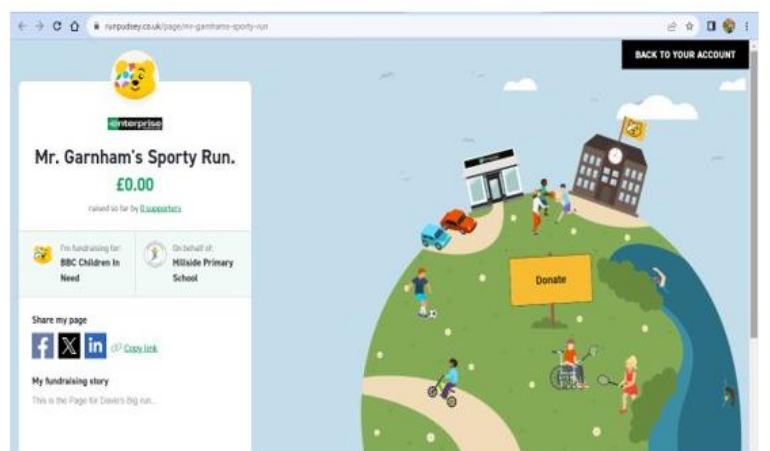 runpudsey.co.uk/page/mr-garnhams-sporty-run
BACK TO YOUR ACCOUNT
enterprise
Mr. Garnham's Sporty Run.
£0.00
raised so far by 0 supporters
I'm fundraising for:
BBC Children In
Need
On behalf of:
Hillside Primary
School
Share my page
Copy link
My fundraising story
This is the Page for Davie's Big run...
Donate